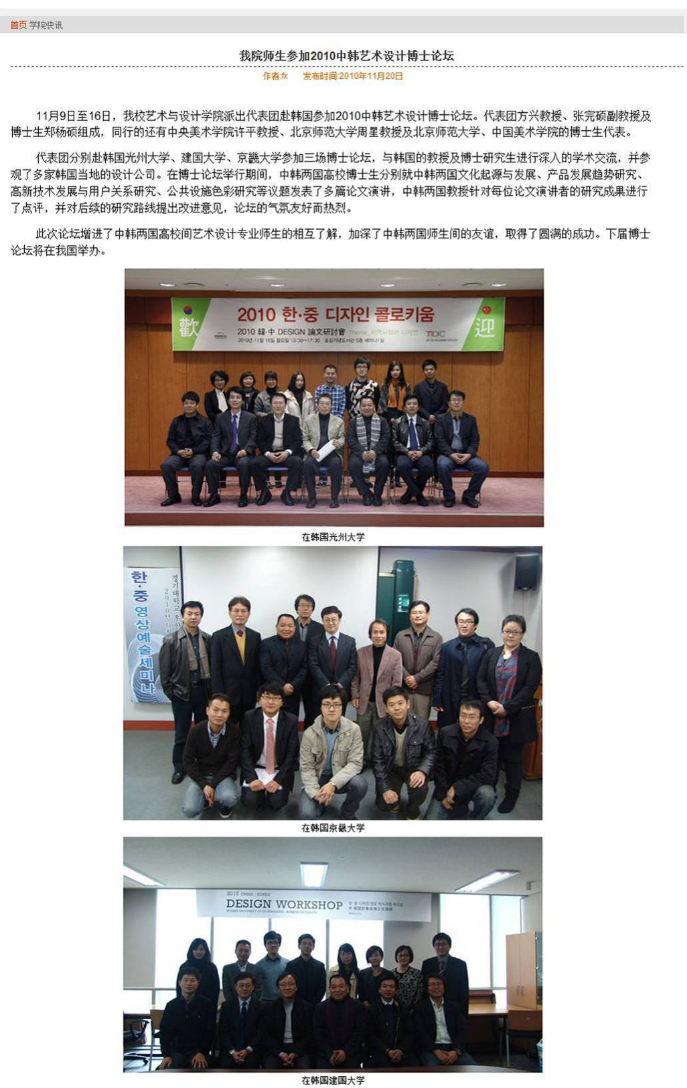 首页 学院快讯
我院师生参加2010中韩艺术设计博士论坛
作者:fx 发布时间:2010年11月20日
11月9日至16日，我校艺术与设计学院派出代表团赴韩国参加2010中韩艺术设计博士论坛。代表团方兴教授、张完硕副教授及
博士生郑杨硕组成，同行的还有中央美术学院许平教授、北京师范大学周星教授及北京师范大学、中国美术学院的博士生代表。
代表团分别赴韩国光州大学、建国大学、京畿大学参加三场博士论坛，与韩国的教授及博士研究生进行深入的学术交流，并参
观了多家韩国当地的设计公司。在博士论坛举行期间，中韩两国高校博士生分别就中韩两国文化起源与发展、产品发展趋势研究、
高新技术发展与用户关系研究、公共设施色彩研究等议题发表了多篇论文演讲，中韩两国教授针对每位论文演讲者的研究成果进行
了点评，并对后续的研究路线提出改进意见，论坛的气氛友好而热烈。
此次论坛增进了中韩两国高校间艺术设计专业师生的相互了解，加深了中韩两国师生间的友谊，取得了圆满的成功。下届博士
论坛将在我国举办。
歡 2010 한·중 디자인 콜로키움 迎
2010 韓·中 DESIGN 論文硏討會
在韩国光州大学
한·중 영상예술세미나
在韩国京畿大学
2010 CHINA - KOREA
DESIGN WORKSHOP
在韩国建国大学